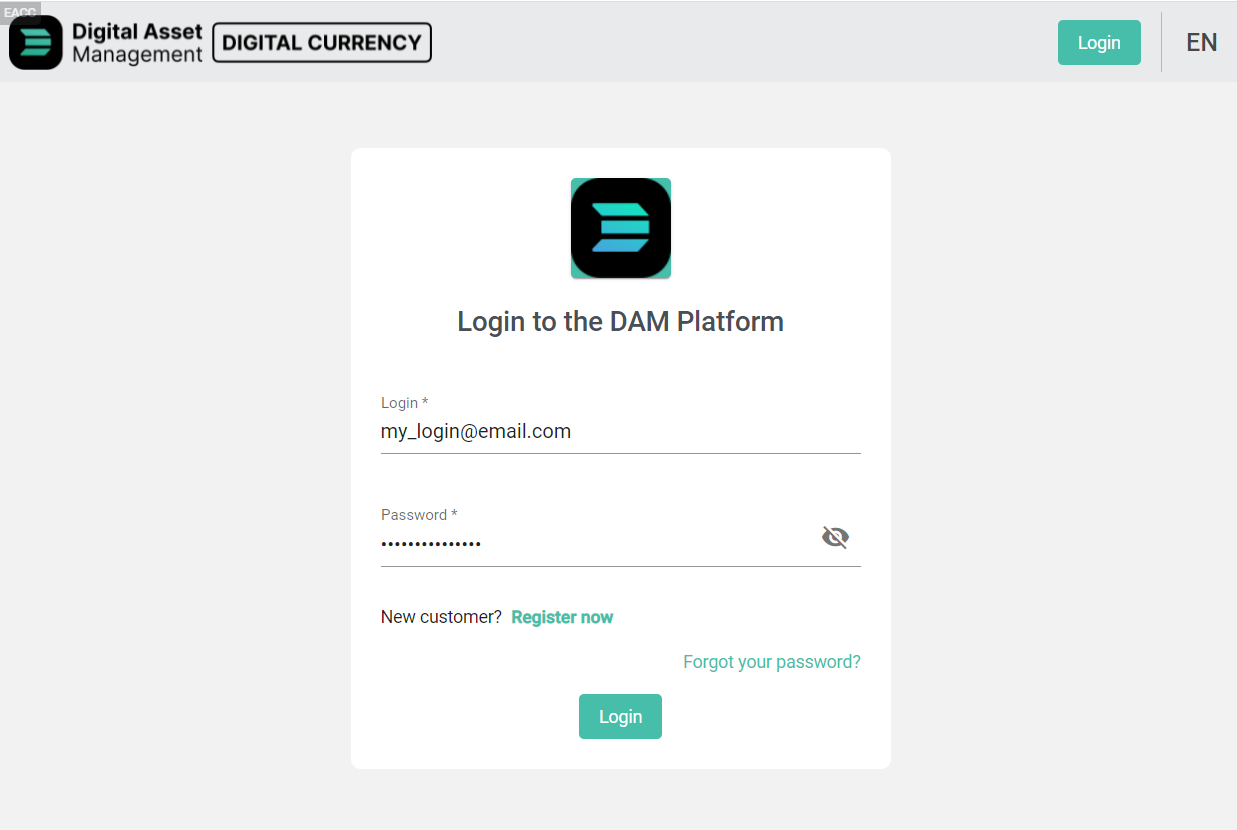 EACC
Digital Asset
Management
DIGITAL CURRENCY
Login
EN
Login to the DAM Platform
Login *
my_login@email.com
Password *
•••••••••••••••
New customer? Register now
Forgot your password?
Login